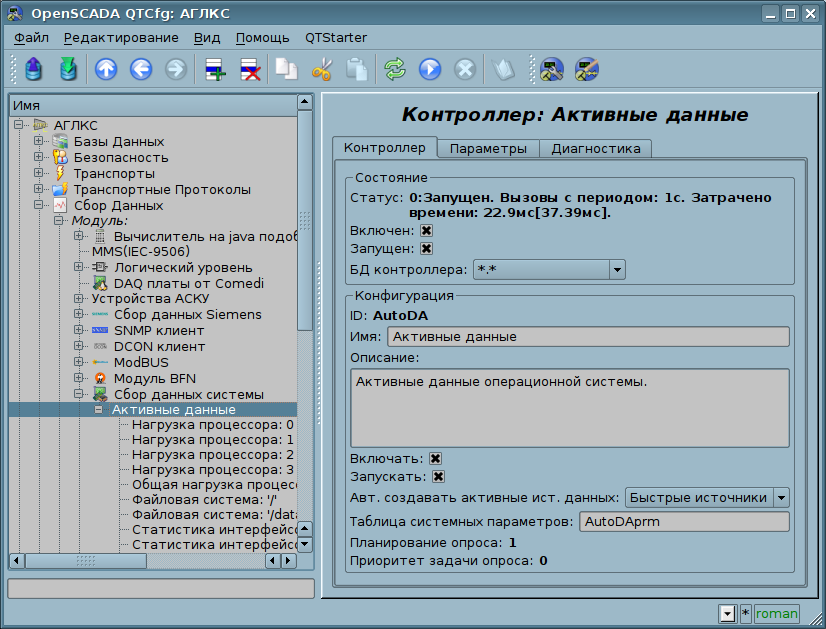 OpenSCADA QTCfg: АГЛКС
Файл Редактирование Вид Помощь QTStarter
Имя
АГЛКС
Базы Данных
Безопасность
Транспорты
Транспортные Протоколы
Сбор Данных
Модуль:
Вычислитель на java подоб
MMS(IEC-9506)
Логический уровень
DAQ платы от Comedi
Устройства АСКУ
Сбор данных Siemens
SNMP клиент
DCON клиент
ModBUS
Модуль BFN
Сбор данных системы
Активные данные
Нагрузка процессора: 0
Нагрузка процессора: 1
Нагрузка процессора: 2
Нагрузка процессора: 3
Общая нагрузка процес
Файловая система: '/'
Файловая система: '/data
Статистика интерфейс
Статистика интерфейс
Контроллер: Активные данные
Контроллер Параметры Диагностика
Состояние
Статус: 0:Запущен. Вызовы с периодом: 1с. Затрачено
времени: 22.9мс[37.39мс].
Включен:
Запущен:
БД контроллера: *.*
Конфигурация
ID: AutoDA
Имя: Активные данные
Описание:
Активные данные операционной системы.
Включать:
Запускать:
Авт. создавать активные ист. данных: Быстрые источники
Таблица системных параметров: AutoDAprm
Планирование опроса: 1
Приоритет задачи опроса: 0
* roman